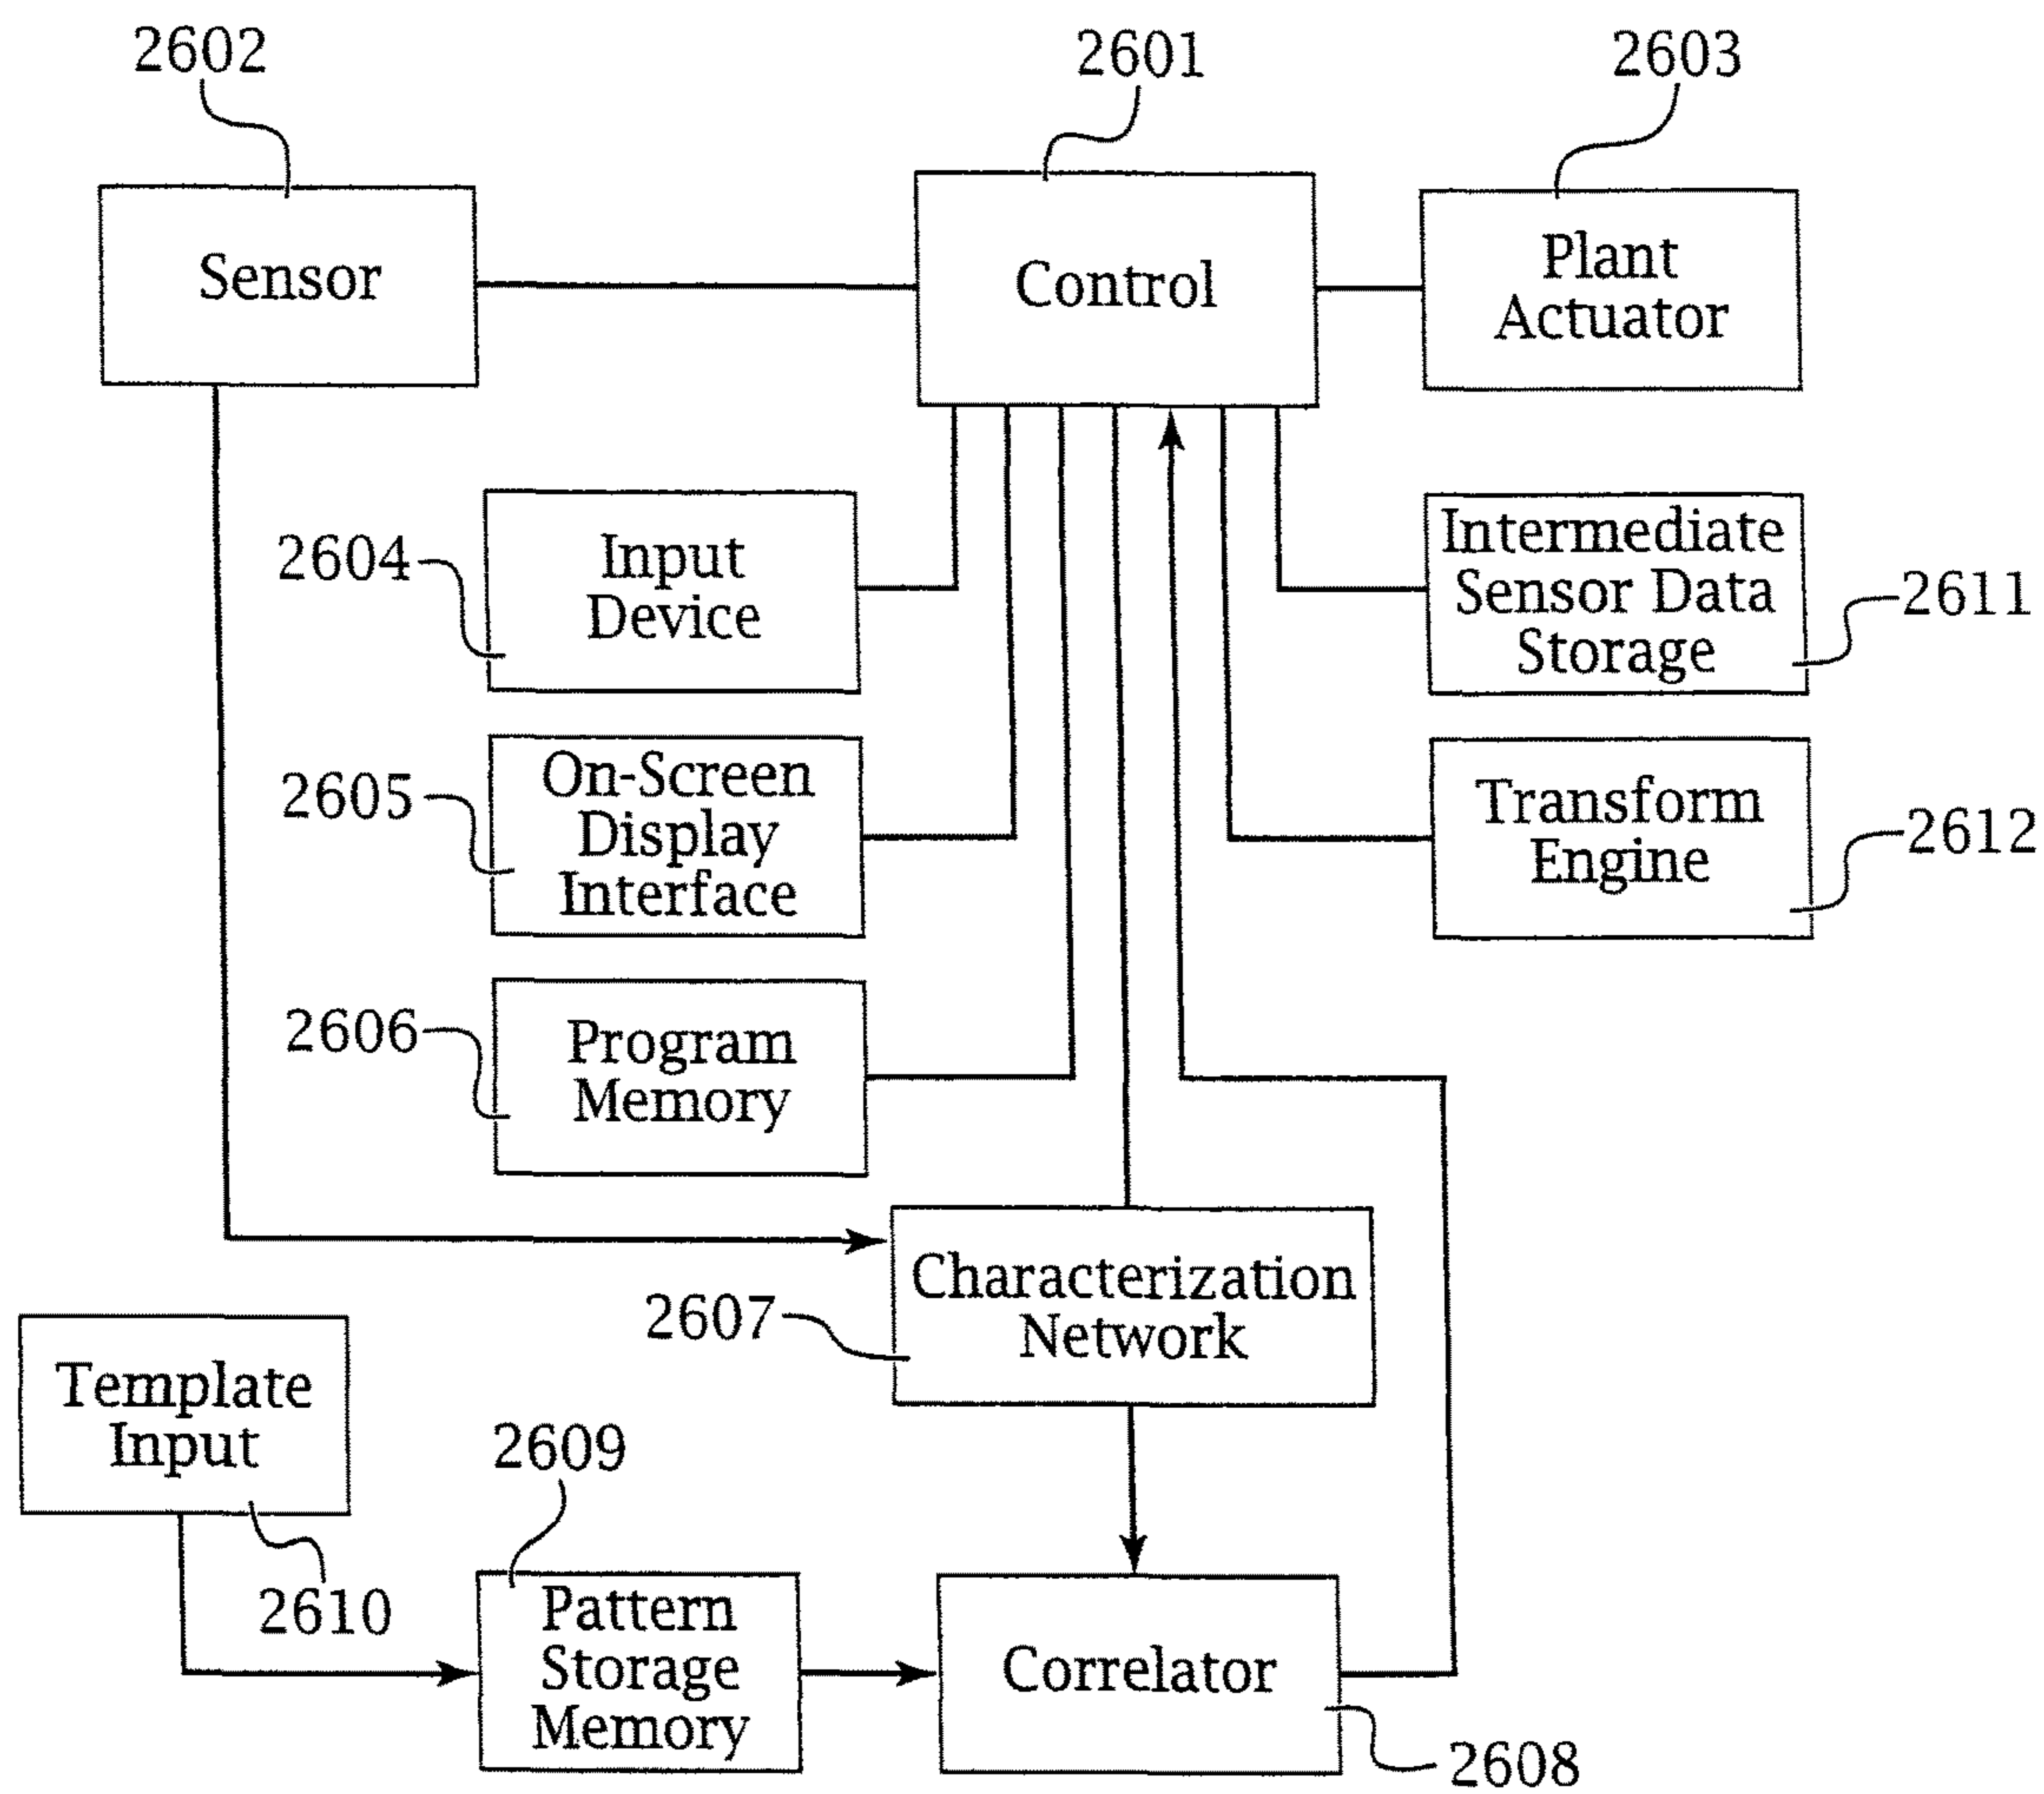 2602
2601
2603
Sensor
Control
Plant
Actuator
2604
Input
Device
Intermediate
Sensor Data
Storage
2611
2605
On-Screen
Display
Interface
Transform
Engine
2612
2606
Program
Memory
Characterization
Network
2607
Template
Input
2609
2610
Pattern
Storage
Memory
Correlator
2608